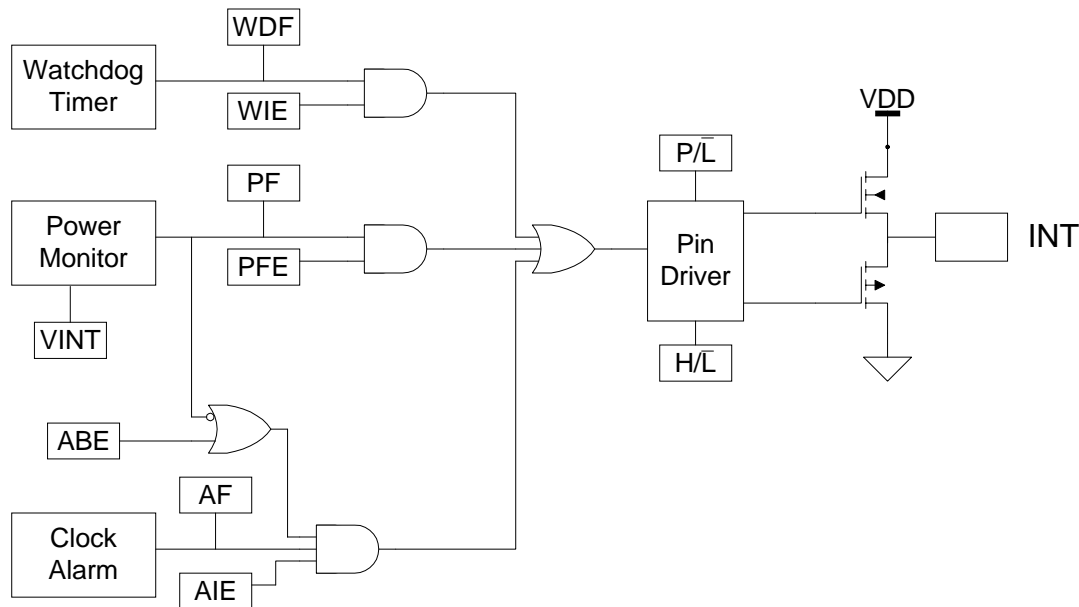 WDF
Watchdog
Timer
WIE
VDD
P/L̅
PF
Power
Monitor
PFE
Pin
Driver
INT
VINT
H/L̅
ABE
AF
Clock
Alarm
AIE